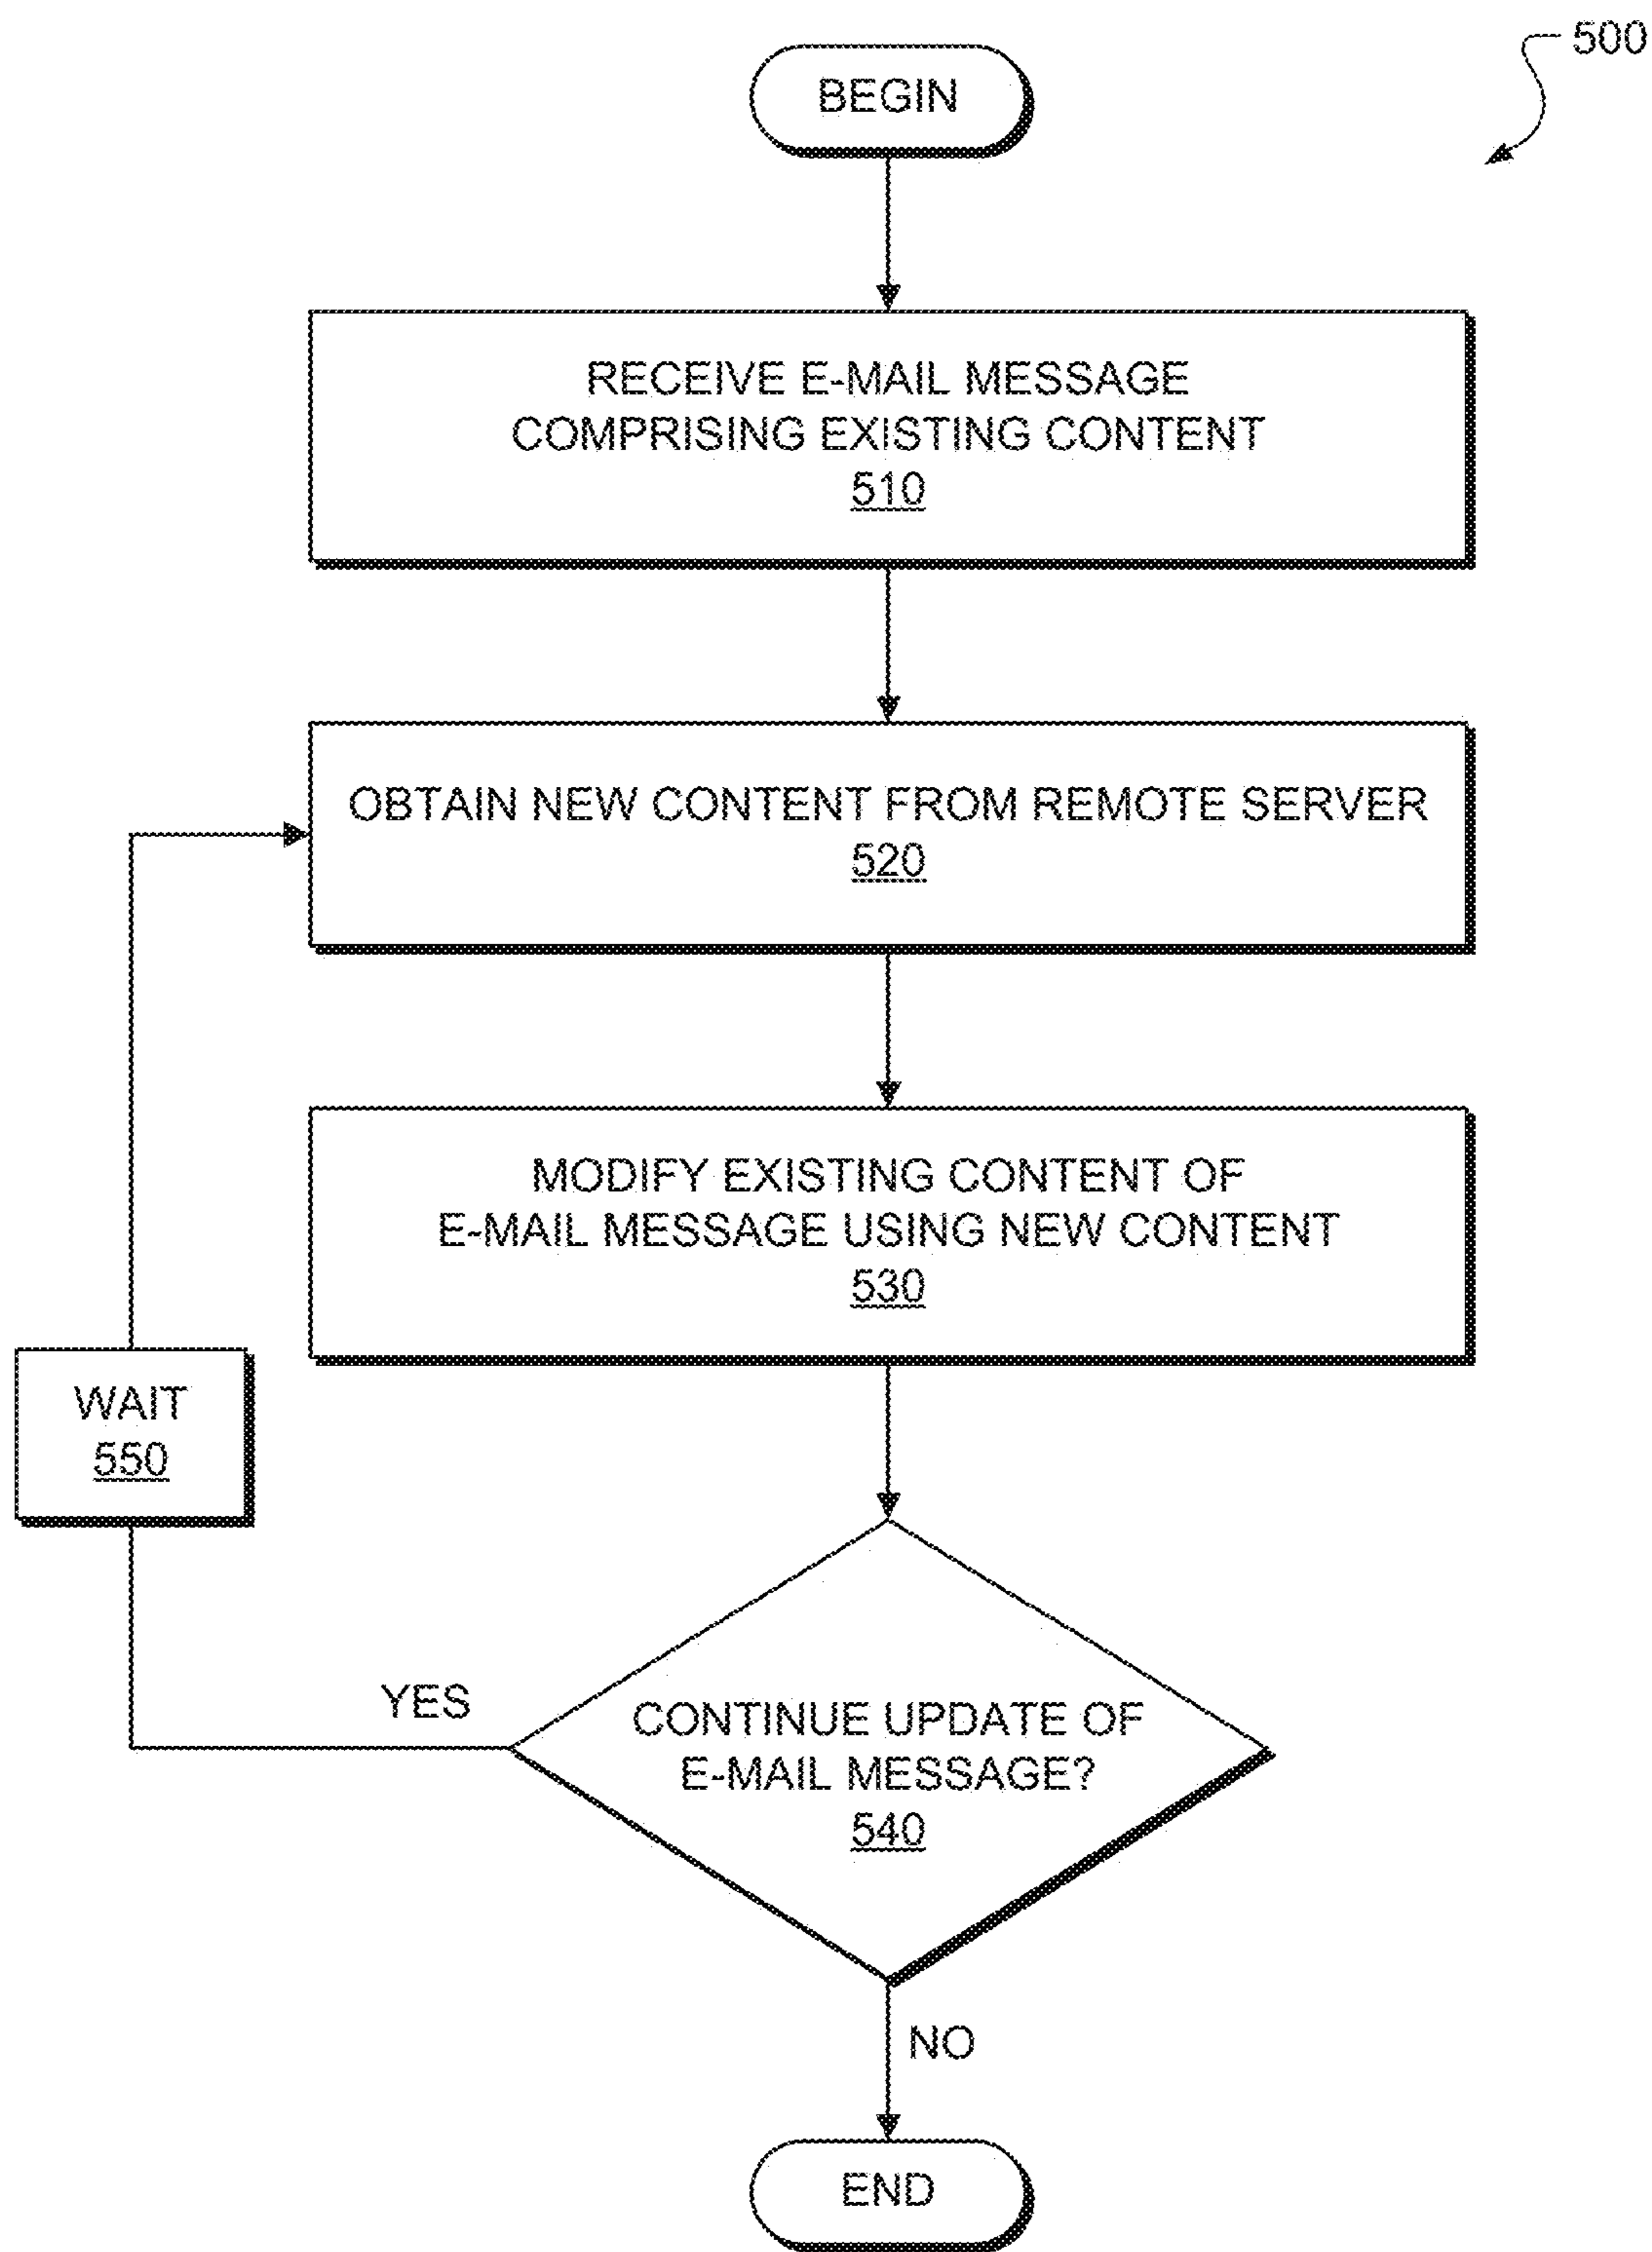 500
BEGIN
RECEIVE E-MAIL MESSAGE
COMPRISING EXISTING CONTENT
510
OBTAIN NEW CONTENT FROM REMOTE SERVER
520
MODIFY EXISTING CONTENT OF
E-MAIL MESSAGE USING NEW CONTENT
530
WAIT
550
YES
CONTINUE UPDATE OF
E-MAIL MESSAGE?
540
NO
END